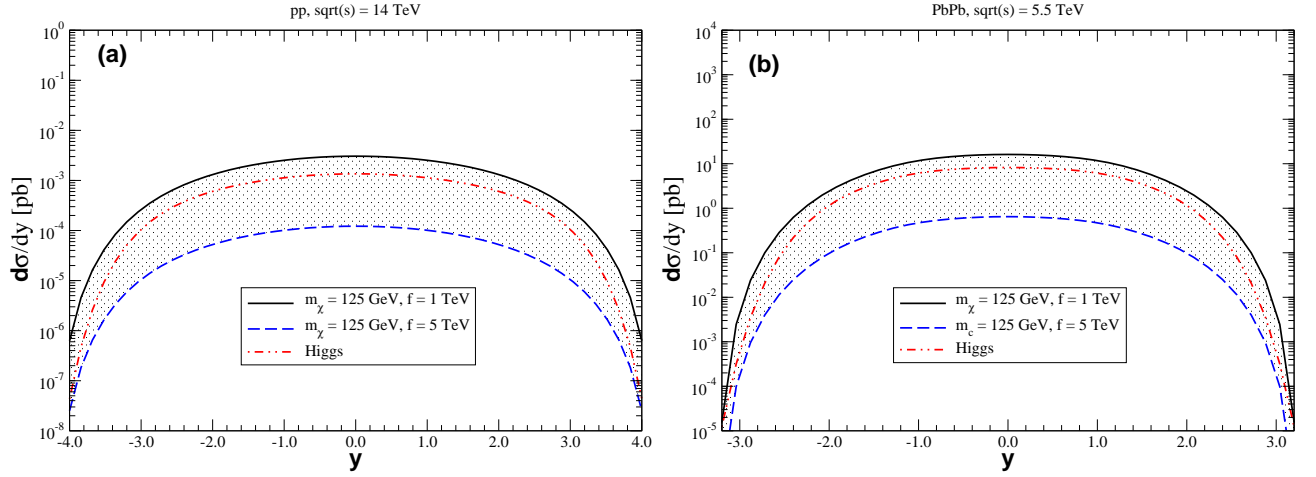 pp, sqrt(s) = 14 TeV
(a)
10^0
10^-1
10^-2
10^-3
10^-4
10^-5
10^-6
10^-7
10^-8
dσ/dy [pb]
m_χ = 125 GeV, f = 1 TeV
m_χ = 125 GeV, f = 5 TeV
Higgs
-4.0 -3.0 -2.0 -1.0 0.0 1.0 2.0 3.0 4.0
y
PbPb, sqrt(s) = 5.5 TeV
(b)
10^4
10^3
10^2
10^1
10^0
10^-1
10^-2
10^-3
10^-4
10^-5
dσ/dy [pb]
m_χ = 125 GeV, f = 1 TeV
m_c = 125 GeV, f = 5 TeV
Higgs
-3.0 -2.0 -1.0 0.0 1.0 2.0 3.0
y